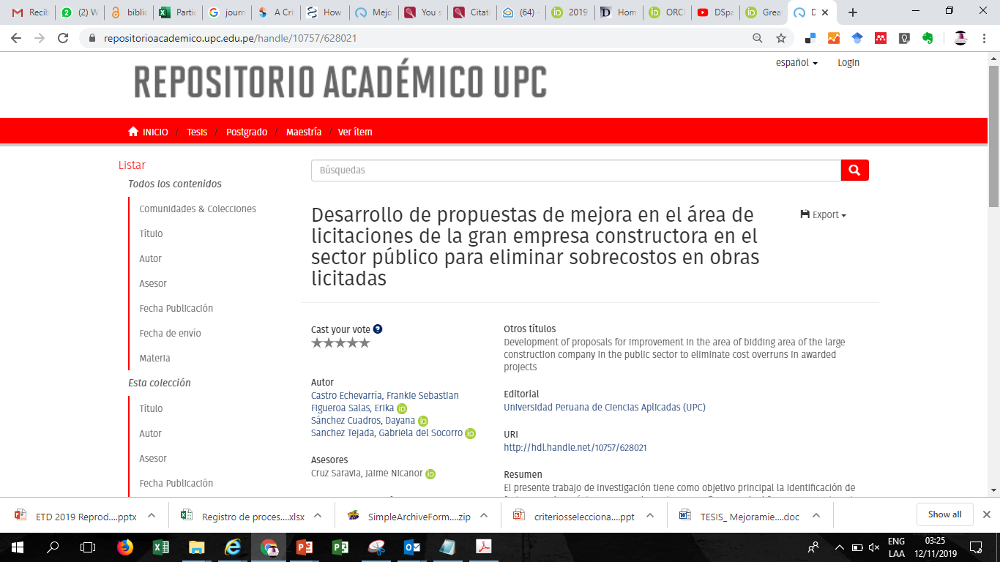 Recib
(2) W
biblic
Partic
journ
A Cri
How
Mejo
You s
Citati
(64) -
2019
Hom
ORC
DSpa
Grea
D
repositorioacademico.upc.edu.pe/handle/10757/628021
REPOSITORIO ACADÉMICO UPC
español
Login
INICIO / Tesis / Postgrado / Maestría / Ver ítem
Listar
Todos los contenidos
Comunidades & Colecciones
Título
Autor
Asesor
Fecha Publicación
Fecha de envío
Materia
Esta colección
Título
Autor
Asesor
Fecha Publicación
Búsquedas
Desarrollo de propuestas de mejora en el área de
licitaciones de la gran empresa constructora en el
sector público para eliminar sobrecostos en obras
licitadas
Export
Cast your vote
Autor
Castro Echevarría, Frankie Sebastian
Figueroa Salas, Erika
Sánchez Cuadros, Dayana
Sanchez Tejada, Gabriela del Socorro
Asesores
Cruz Saravia, Jaime Nicanor
Otros títulos
Development of proposals for improvement in the area of bidding area of the large
construction company in the public sector to eliminate cost overruns in awarded
projects
Editorial
Universidad Peruana de Ciencias Aplicadas (UPC)
URI
http://hdl.handle.net/10757/628021
Resumen
El presente trabajo de investigación tiene como objetivo principal la identificación de
ETD 2019 Reprod....pptx
Registro de proces....xlsx
SimpleArchiveForm....zip
criteriosselecciona....ppt
TESIS_ Mejoramie....doc
Show all
ENG
LAA
03:25
12/11/2019